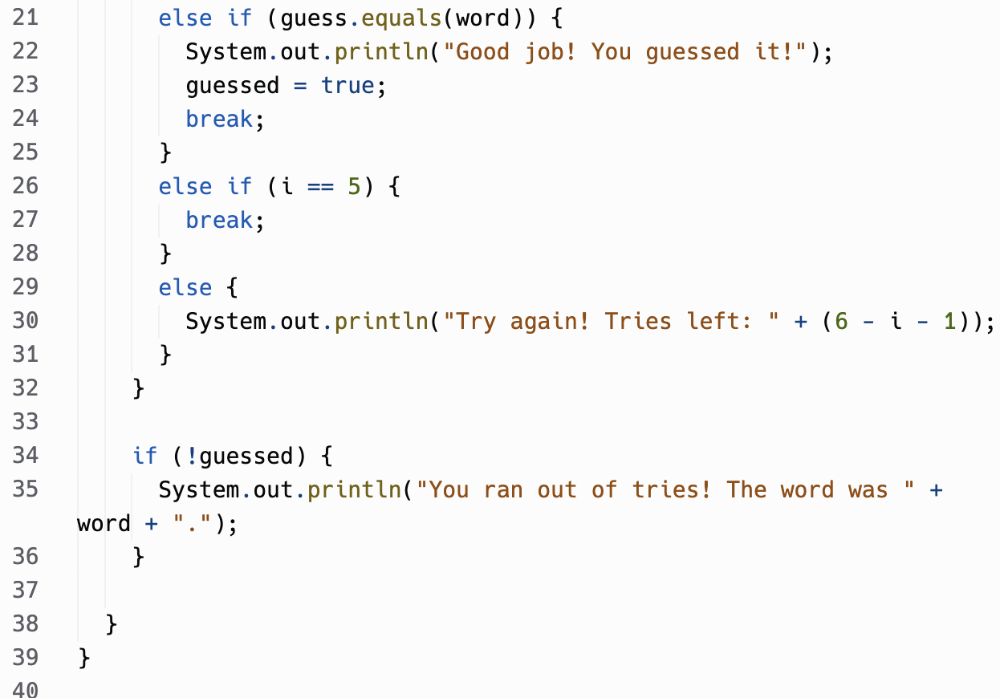 21 else if (guess.equals(word)) {
22 System.out.println("Good job! You guessed it!");
23 guessed = true;
24 break;
25 }
26 else if (i == 5) {
27 break;
28 }
29 else {
30 System.out.println("Try again! Tries left: " + (6 - i - 1));
31 }
32 }
33
34 if (!guessed) {
35 System.out.println("You ran out of tries! The word was " +
word + ".");
36 }
37
38 }
39 }
40